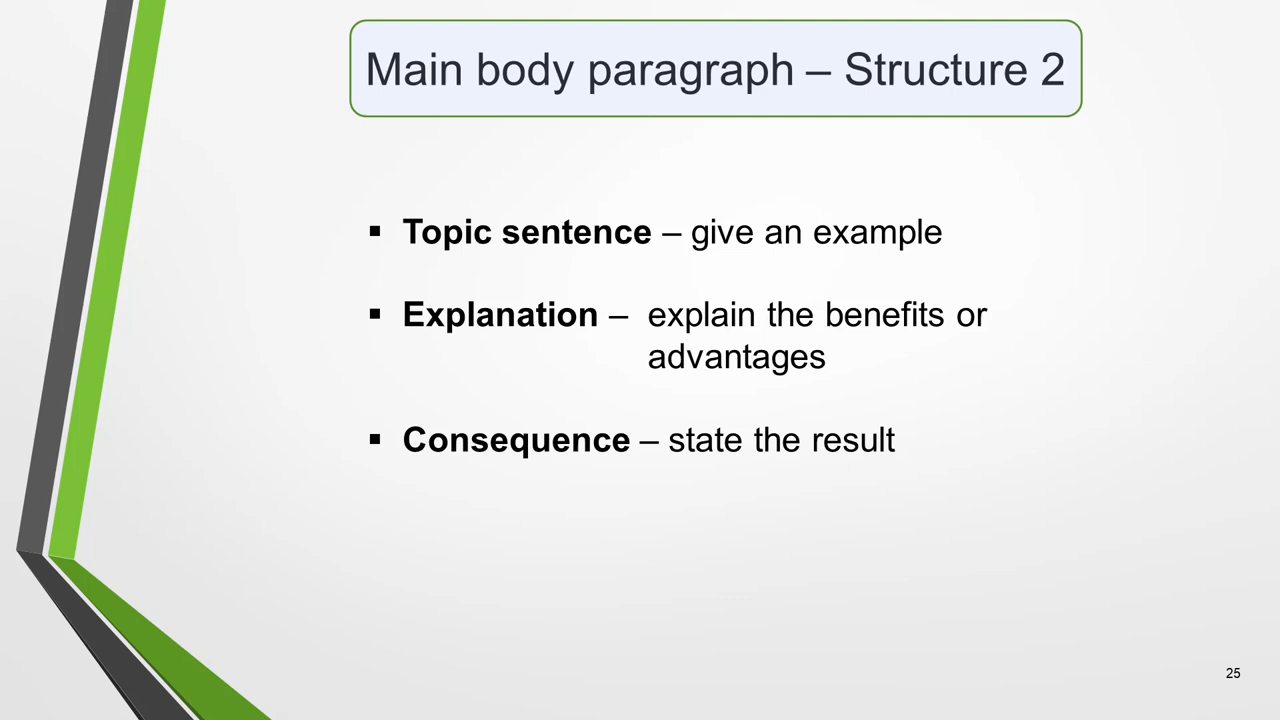 Main body paragraph – Structure 2
▪ Topic sentence – give an example
▪ Explanation – explain the benefits or
advantages
▪ Consequence – state the result
25